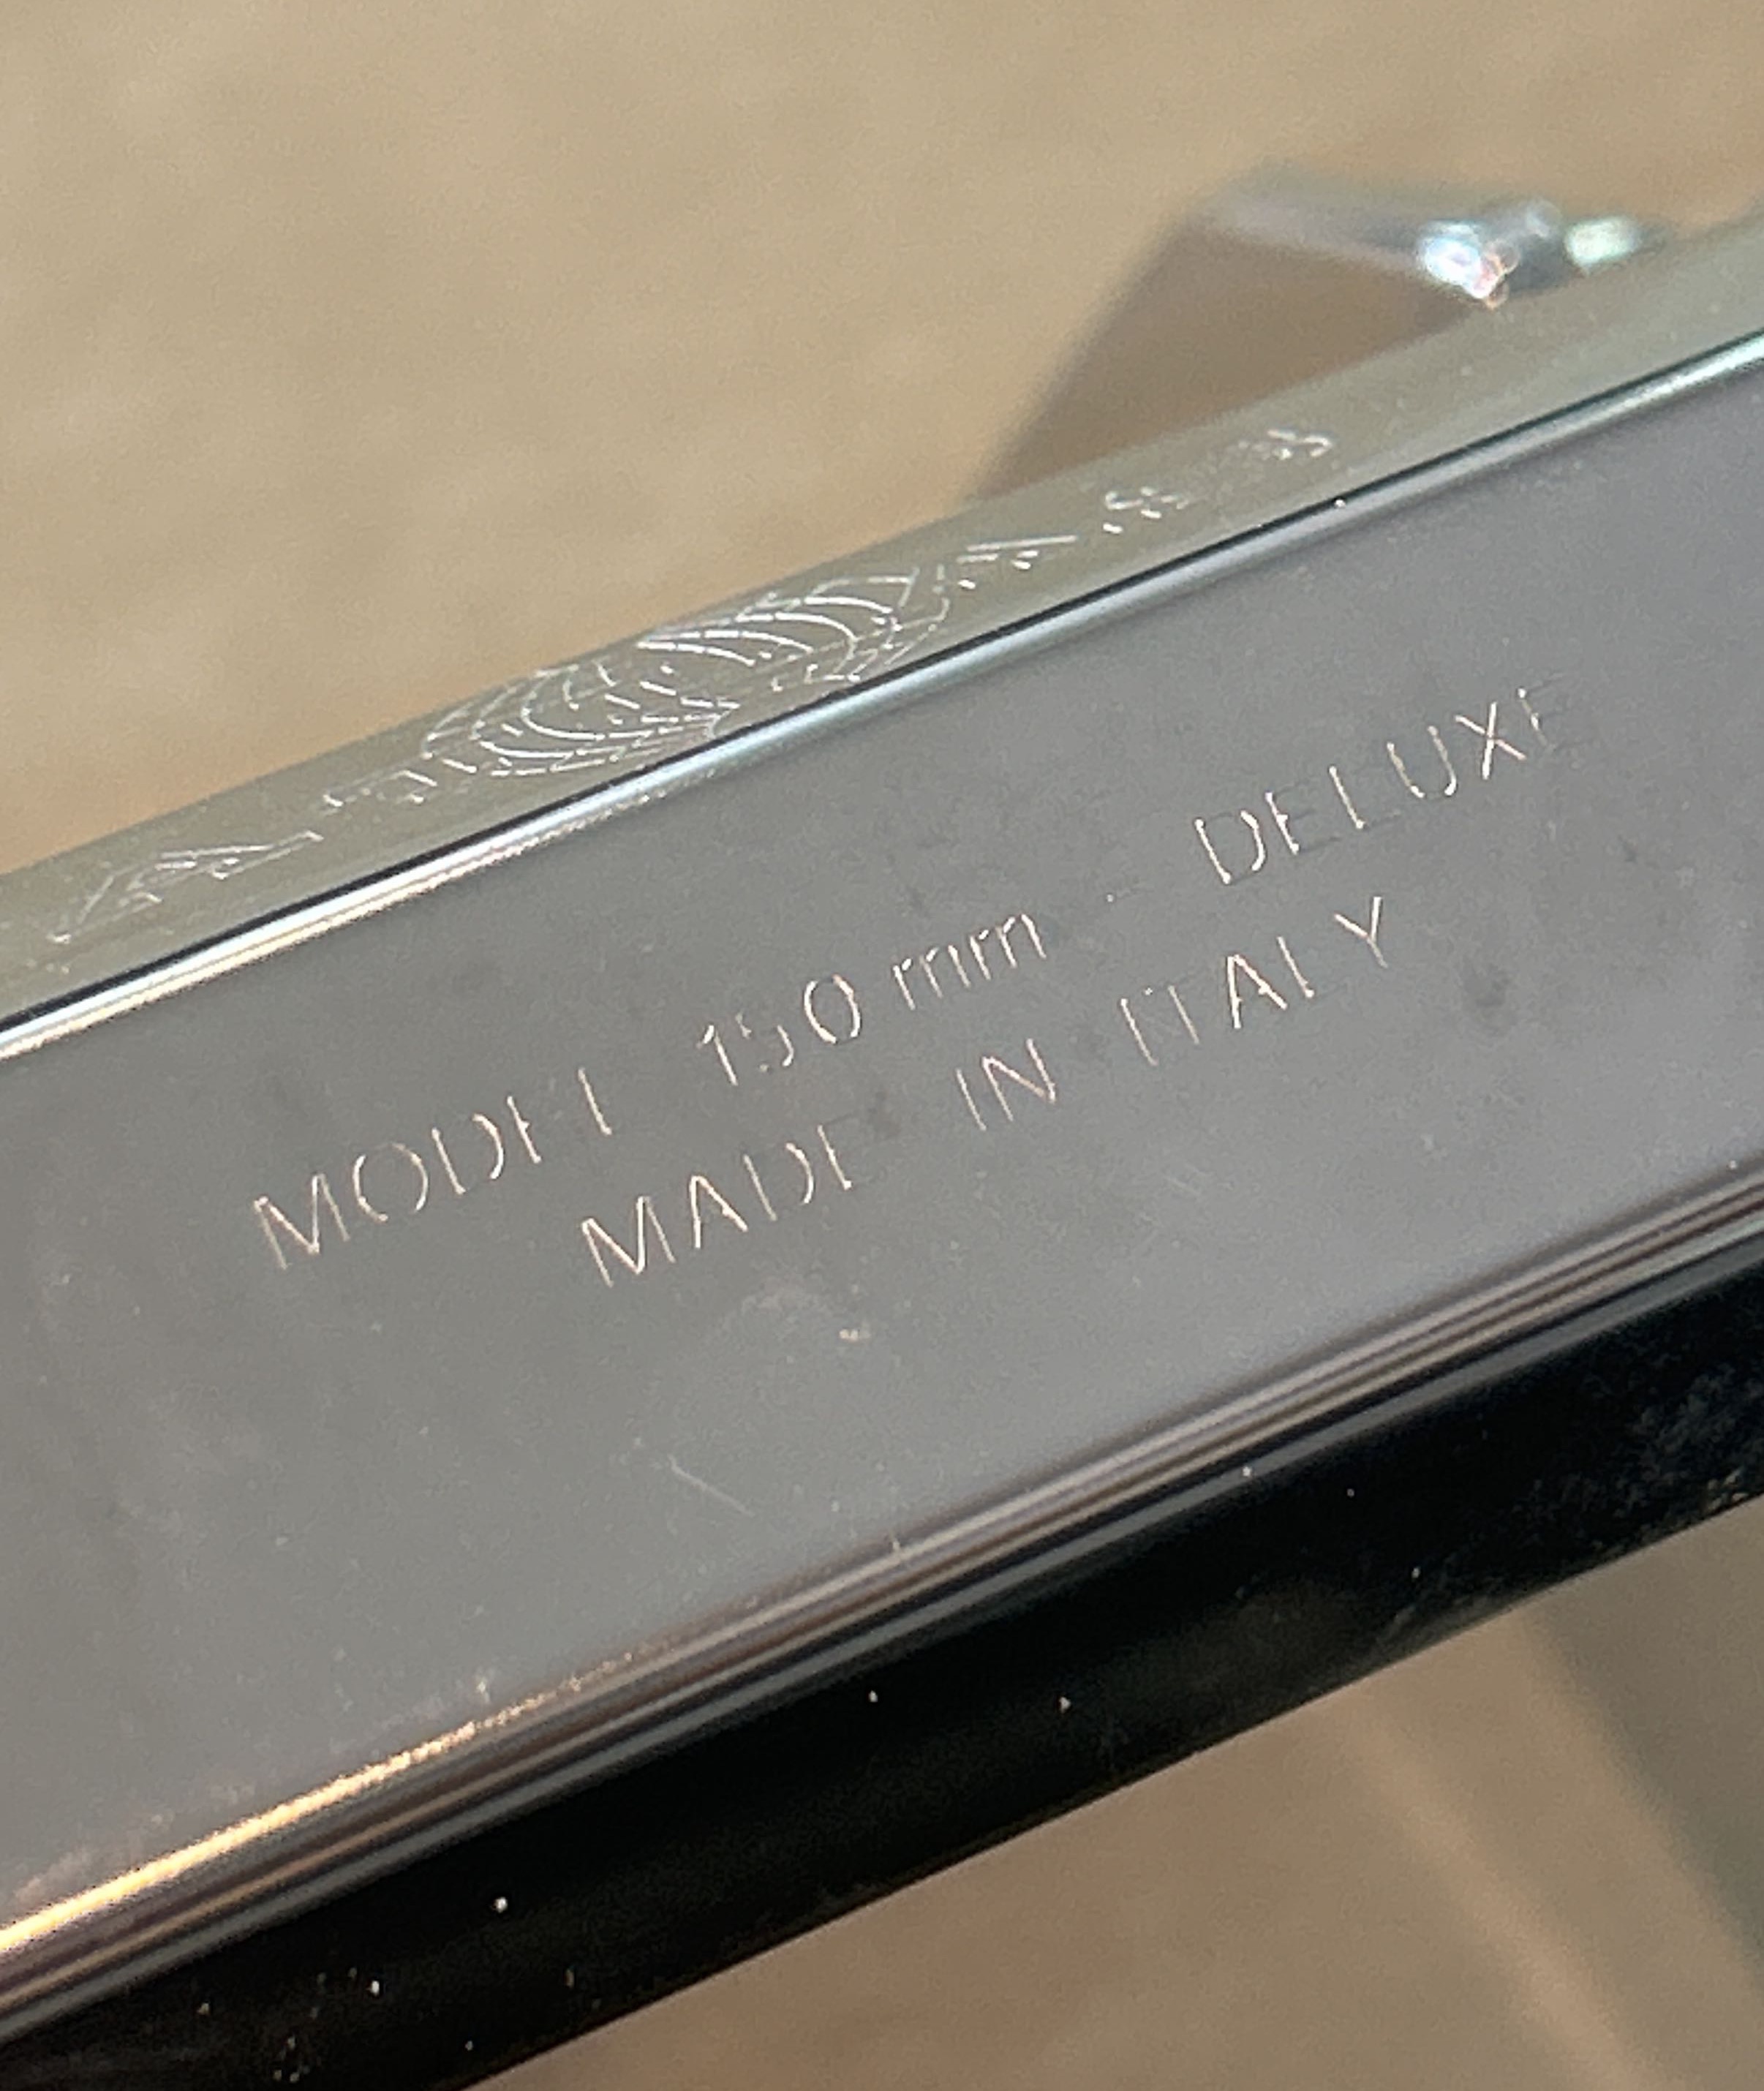 MODEL 150 mm - DELUXE
MADE IN ITALY